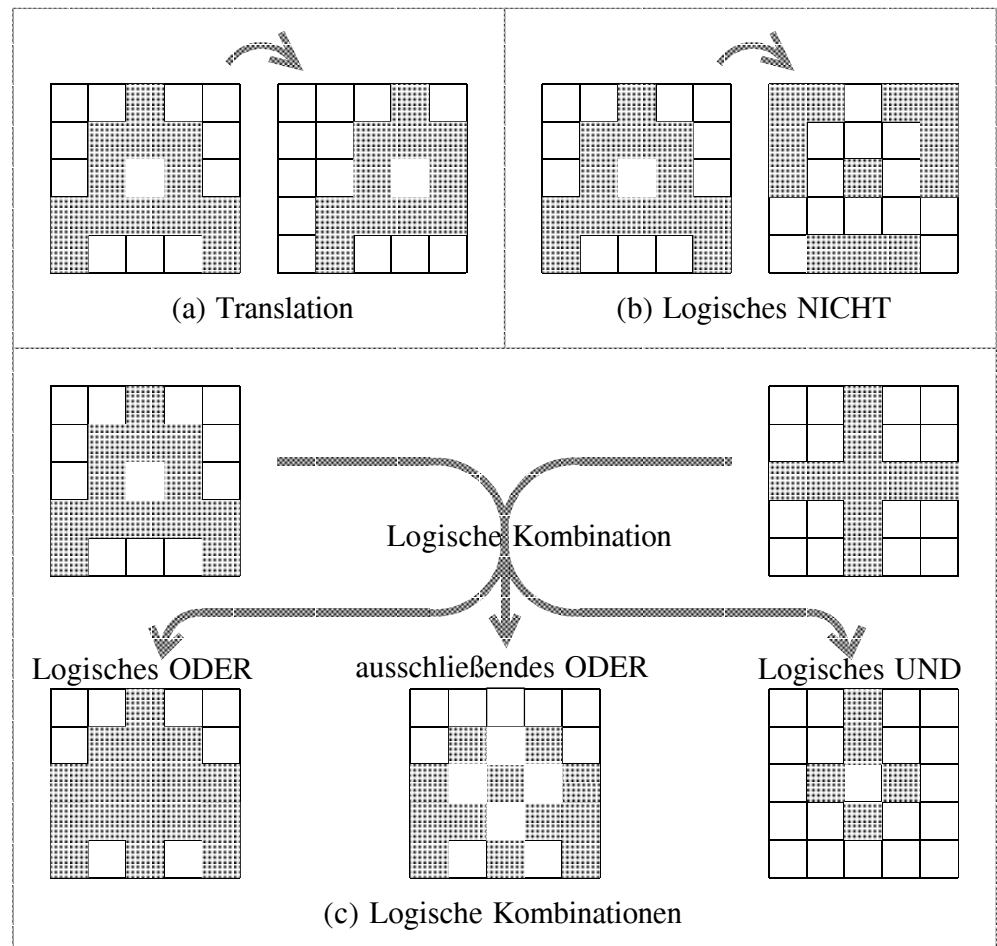 (a) Translation
(b) Logisches NICHT
Logische Kombination
Logisches ODER
ausschließendes ODER
Logisches UND
(c) Logische Kombinationen